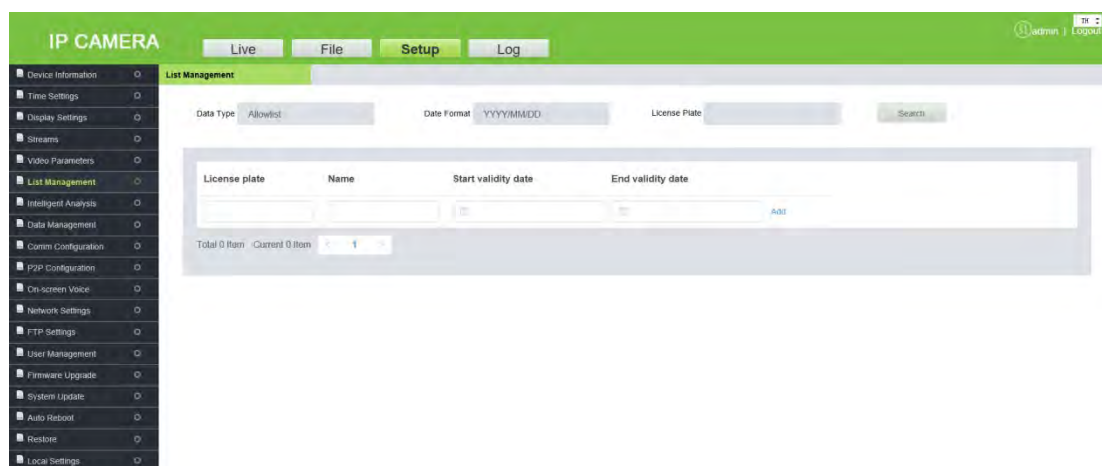 IP CAMERA
Live
File
Setup
Log
admin | Logout
TH
Device Information
Time Settings
Display Settings
Streams
Video Parameters
List Management
Intelligent Analysis
Data Management
Comm Configuration
P2P Configuration
On-screen Voice
Network Settings
FTP Settings
User Management
Firmware Upgrade
System Update
Auto Reboot
Restore
Local Settings
List Management
Data Type Allowlist Date Format YYYY/MM/DD License Plate Search
License plate Name Start validity date End validity date
Add
Total 0 Item Current 0 Item < 1 >